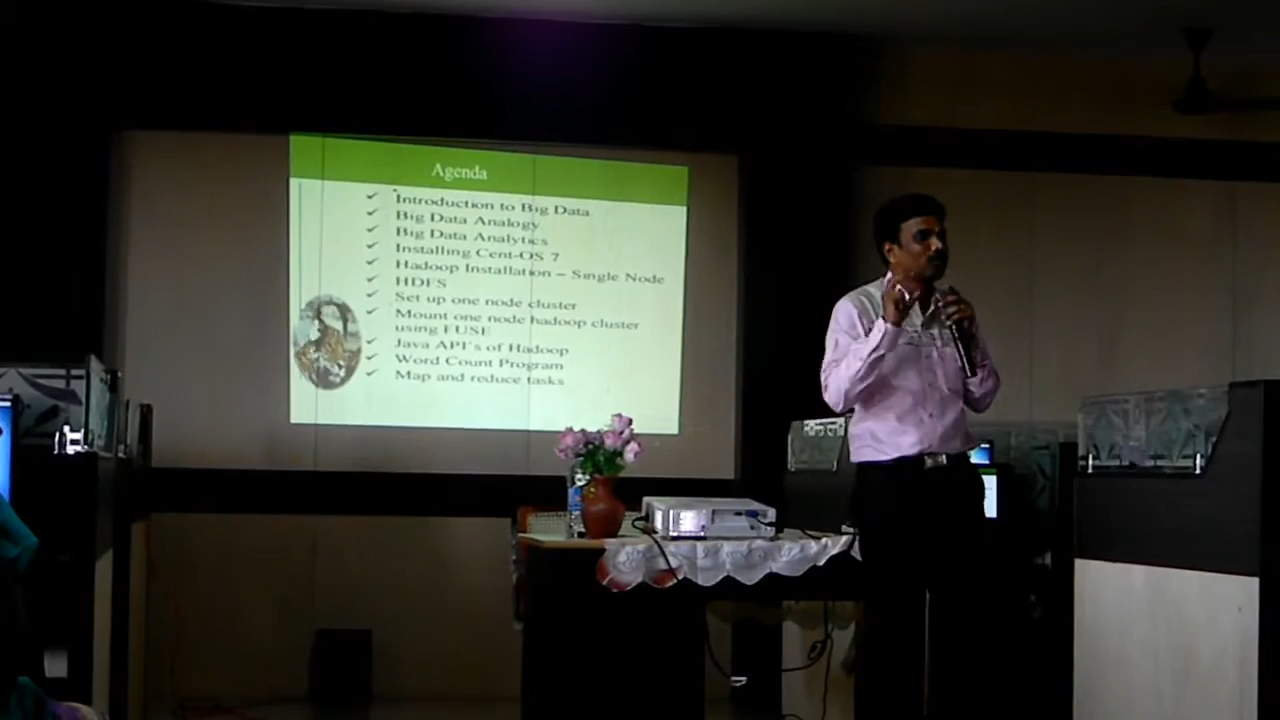 Agenda
Introduction to Big Data
Big Data Analogy
Big Data Analytics
Installing Cent-OS 7
Hadoop Installation – Single Node
HDFS
Set up one node cluster
Mount one node hadoop cluster
using FUSE
Java API's of Hadoop
Word Count Program
Map and reduce tasks